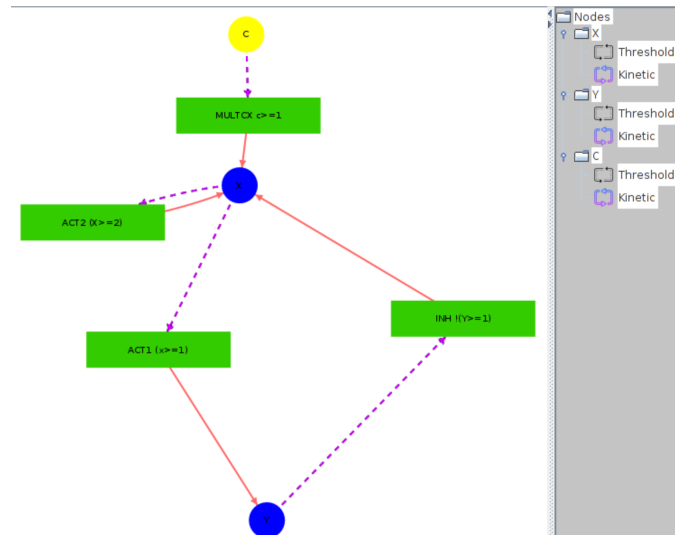 C
MULTCX c>=1
X
ACT2 (X>=2)
INH !(Y>=1)
ACT1 (x>=1)
Y
Nodes
X
Threshold
Kinetic
Y
Threshold
Kinetic
C
Threshold
Kinetic